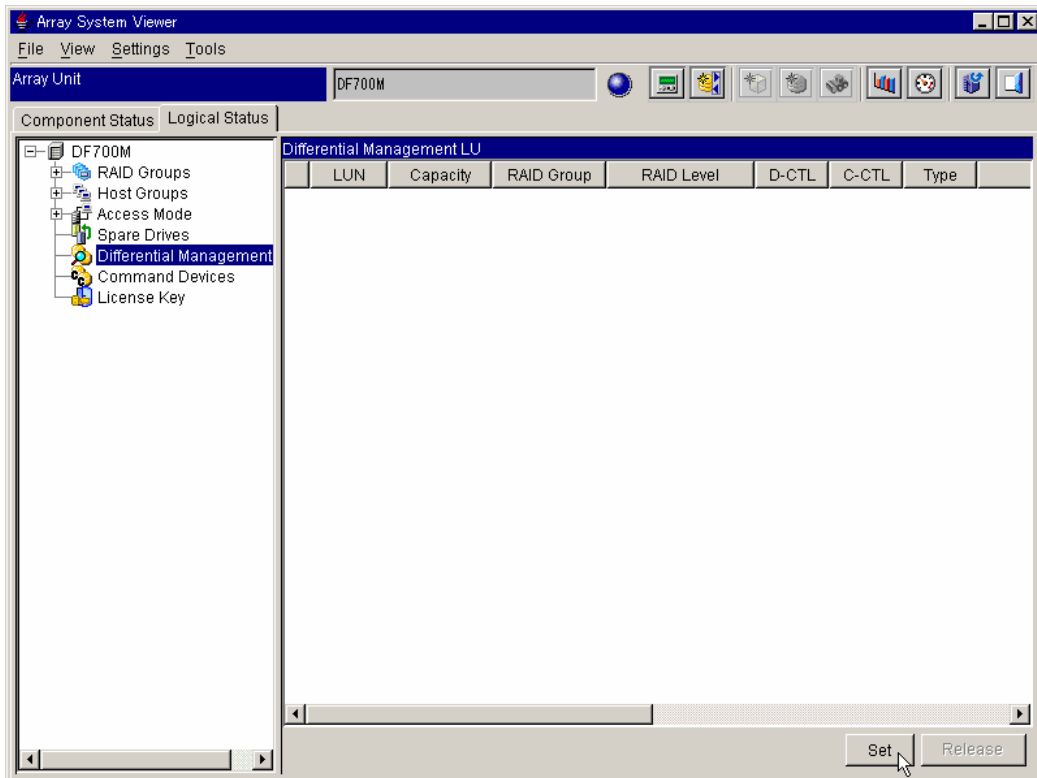 Array System Viewer
File View Settings Tools
Array Unit DF700M
Component Status Logical Status
DF700M
RAID Groups
Host Groups
Access Mode
Spare Drives
Differential Management
Command Devices
License Key
Differential Management LU
LUN Capacity RAID Group RAID Level D-CTL C-CTL Type
Set Release